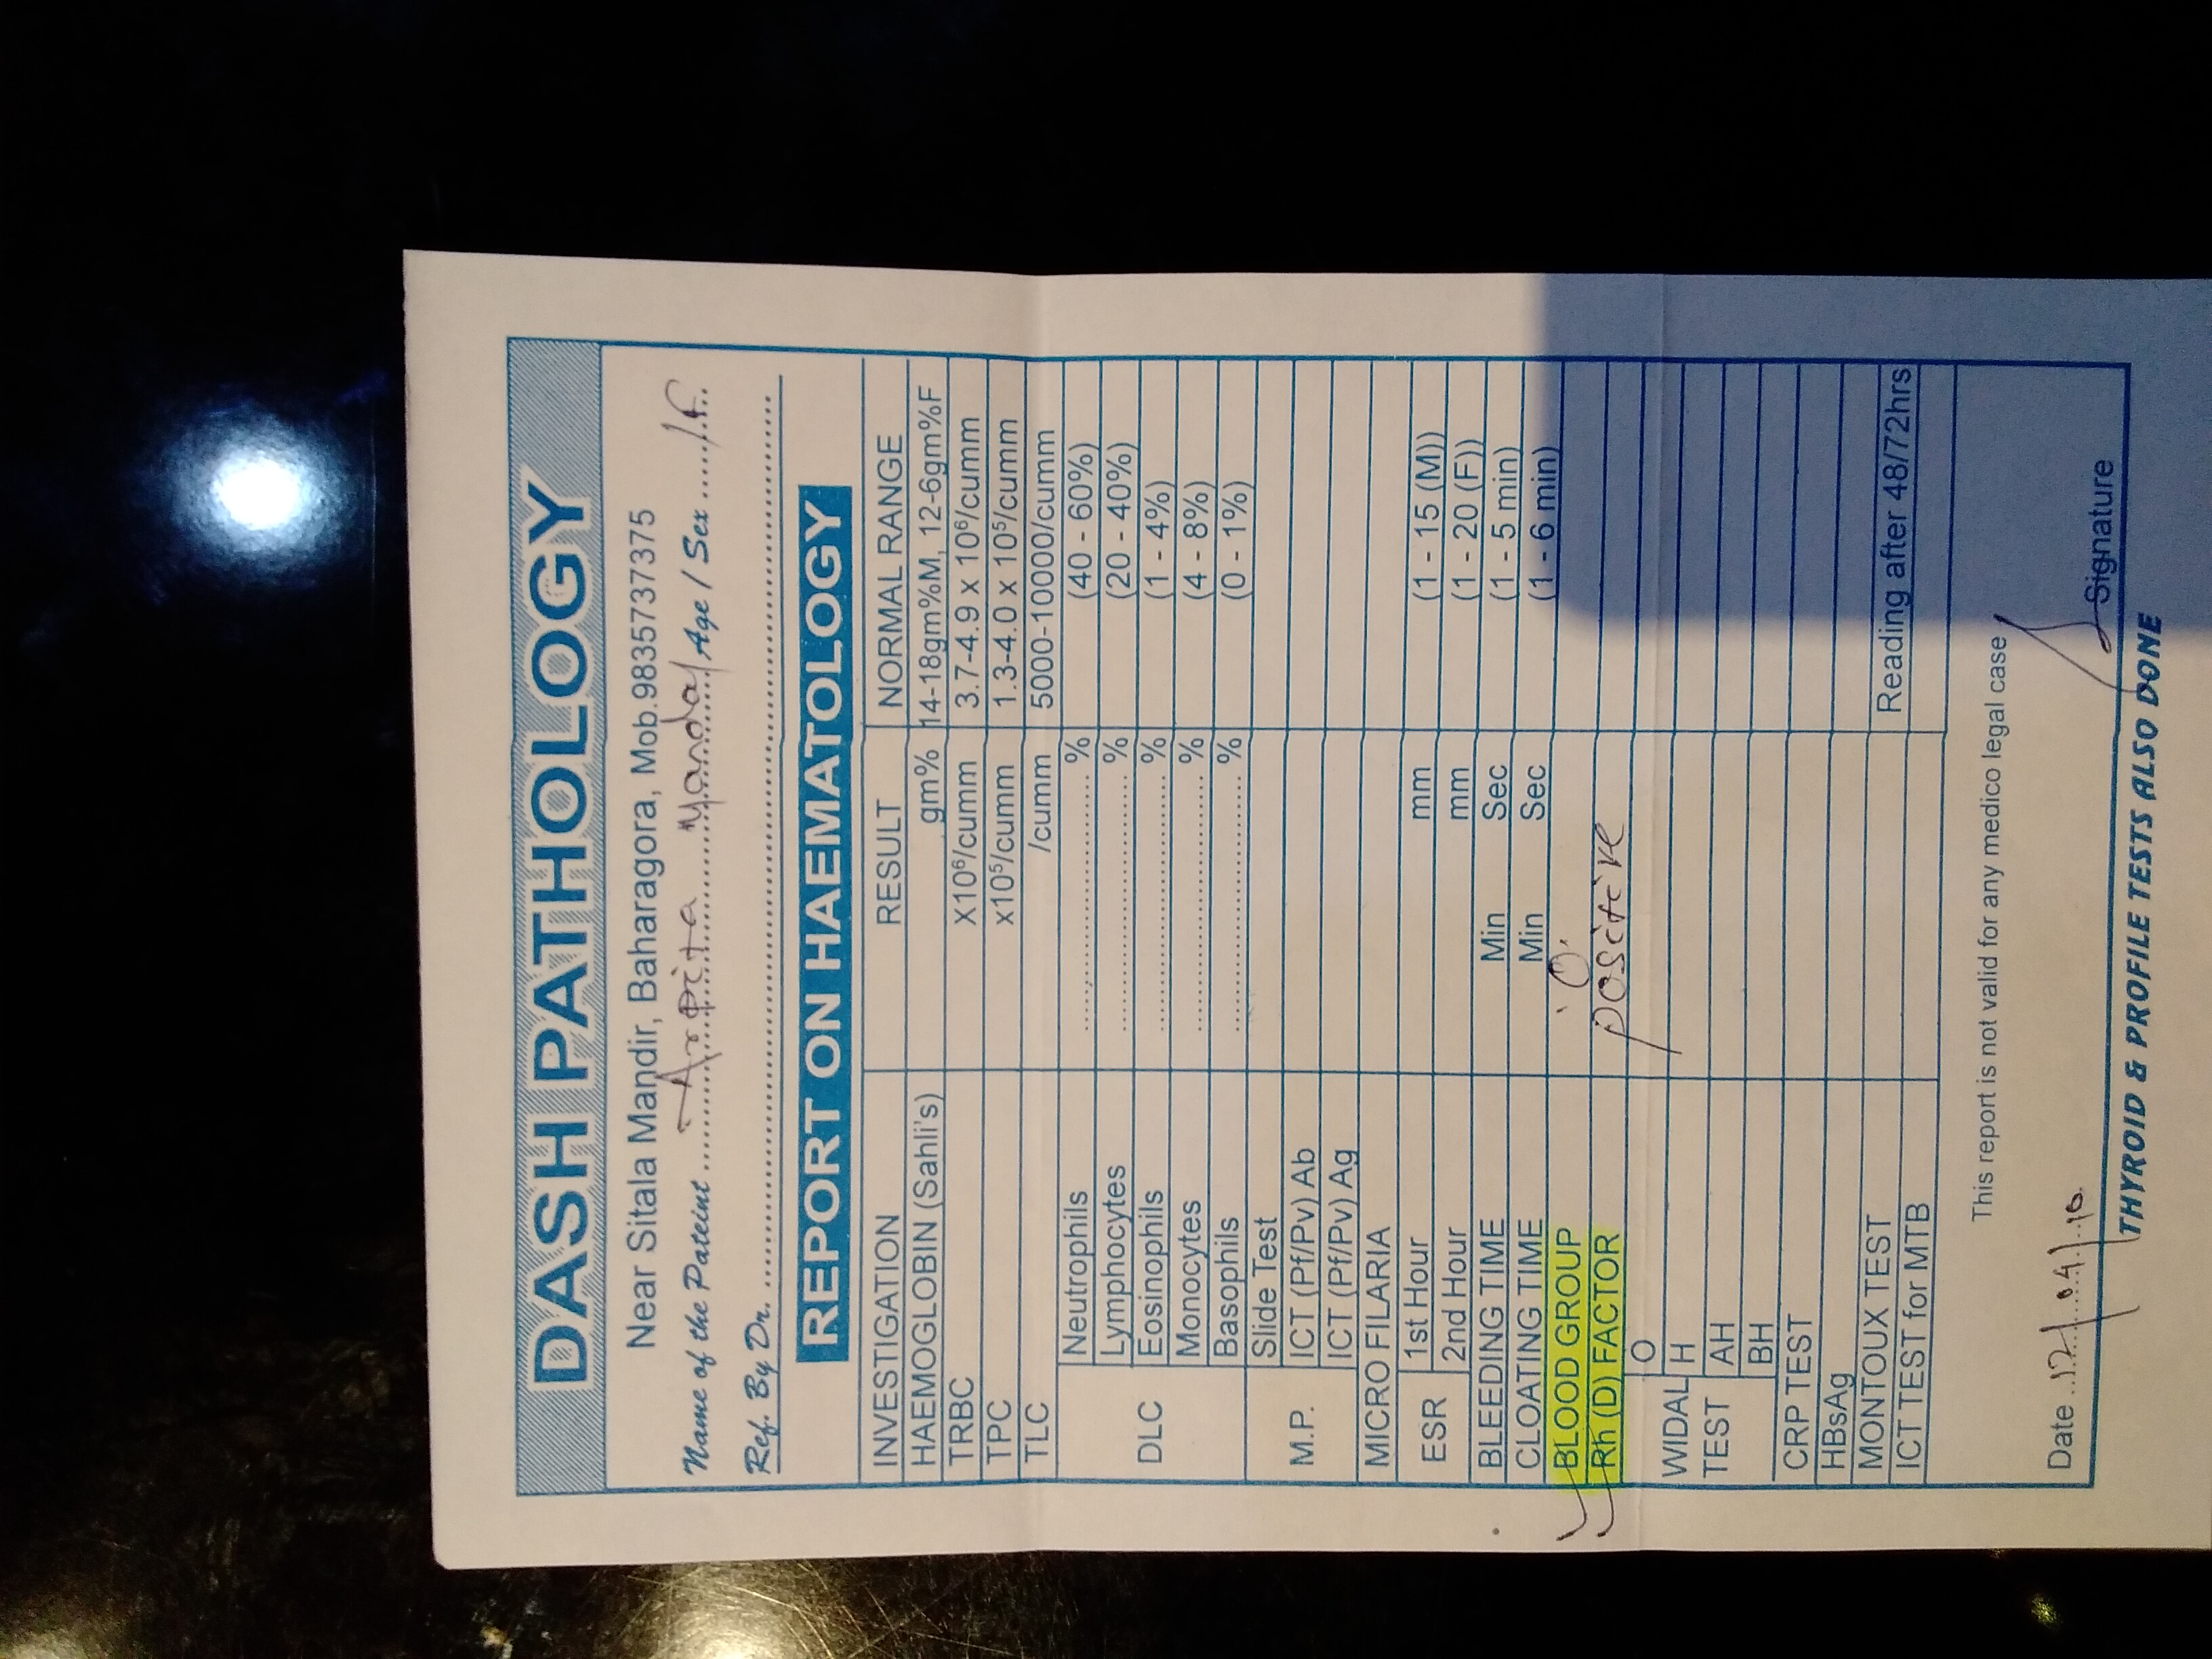 DASH PATHOLOGY
Near Sitala Mandir, Baharagora, Mob.9835737375
Name of the Pateint ........ Arpita Mandal Age / Sex ....../F..
Ref. By Dr. ........
REPORT ON HAEMATOLOGY
INVESTIGATION RESULT NORMAL RANGE
HAEMOGLOBIN (Sahli's) gm% 14-18gm%M, 12-6gm%F
TRBC X10⁶/cumm 3.7-4.9 x 10⁶/cumm
TPC x10⁵/cumm 1.3-4.0 x 10⁵/cumm
TLC /cumm 5000-10000/cumm
DLC
Neutrophils ........ % (40 - 60%)
Lymphocytes ........ % (20 - 40%)
Eosinophils ........ % (1 - 4%)
Monocytes ........ % (4 - 8%)
Basophils ........ % (0 - 1%)
M.P.
Slide Test
ICT (Pf/Pv) Ab
ICT (Pf/Pv) Ag
MICRO FILARIA
ESR
1st Hour mm (1 - 15 (M))
2nd Hour mm (1 - 20 (F))
BLEEDING TIME Min Sec (1 - 5 min)
CLOATING TIME Min Sec (1 - 6 min)
BLOOD GROUP 'O'
Rh (D) FACTOR positive
WIDAL TEST
O
H
AH
BH
CRP TEST
HBsAg
MONTOUX TEST Reading after 48/72hrs
ICT TEST for MTB
This report is not valid for any medico legal case
Date Signature
THYROID & PROFILE TESTS ALSO DONE